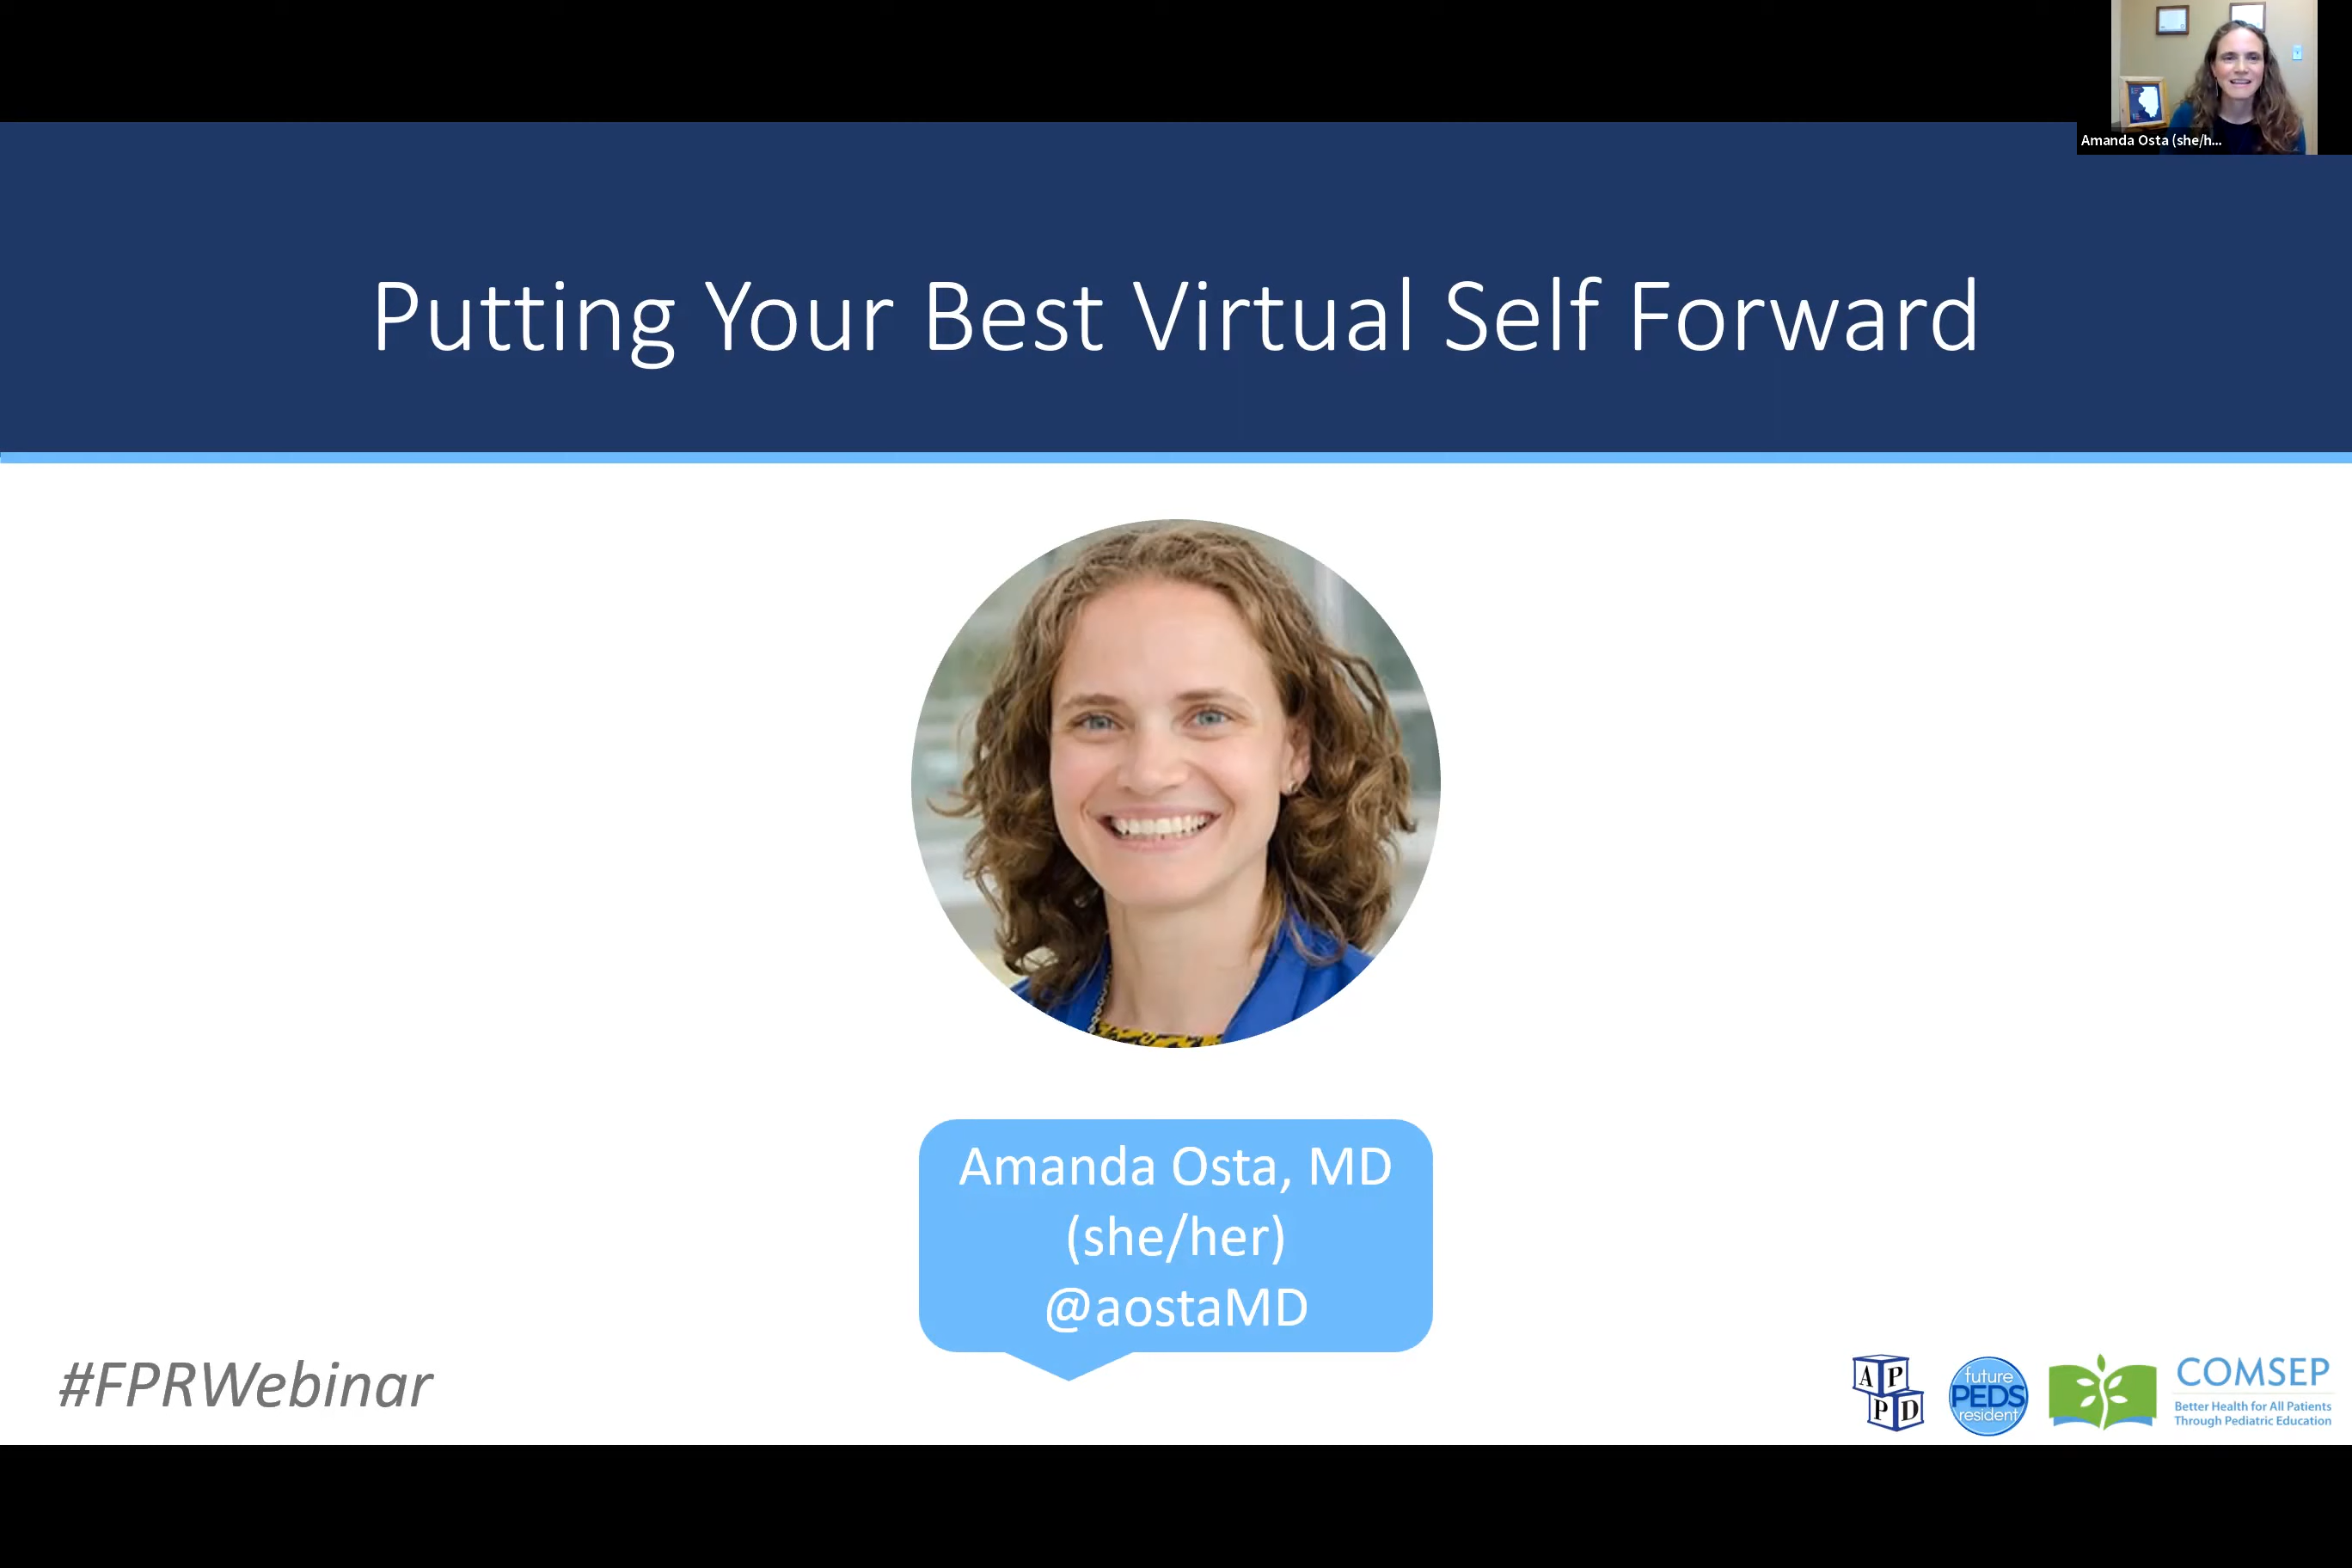 Amanda Osta (she/h...
Putting Your Best Virtual Self Forward
Amanda Osta, MD
(she/her)
@aostaMD
#FPRWebinar
A P
P D
future
PEDS
resident
COMSEP
Better Health for All Patients
Through Pediatric Education